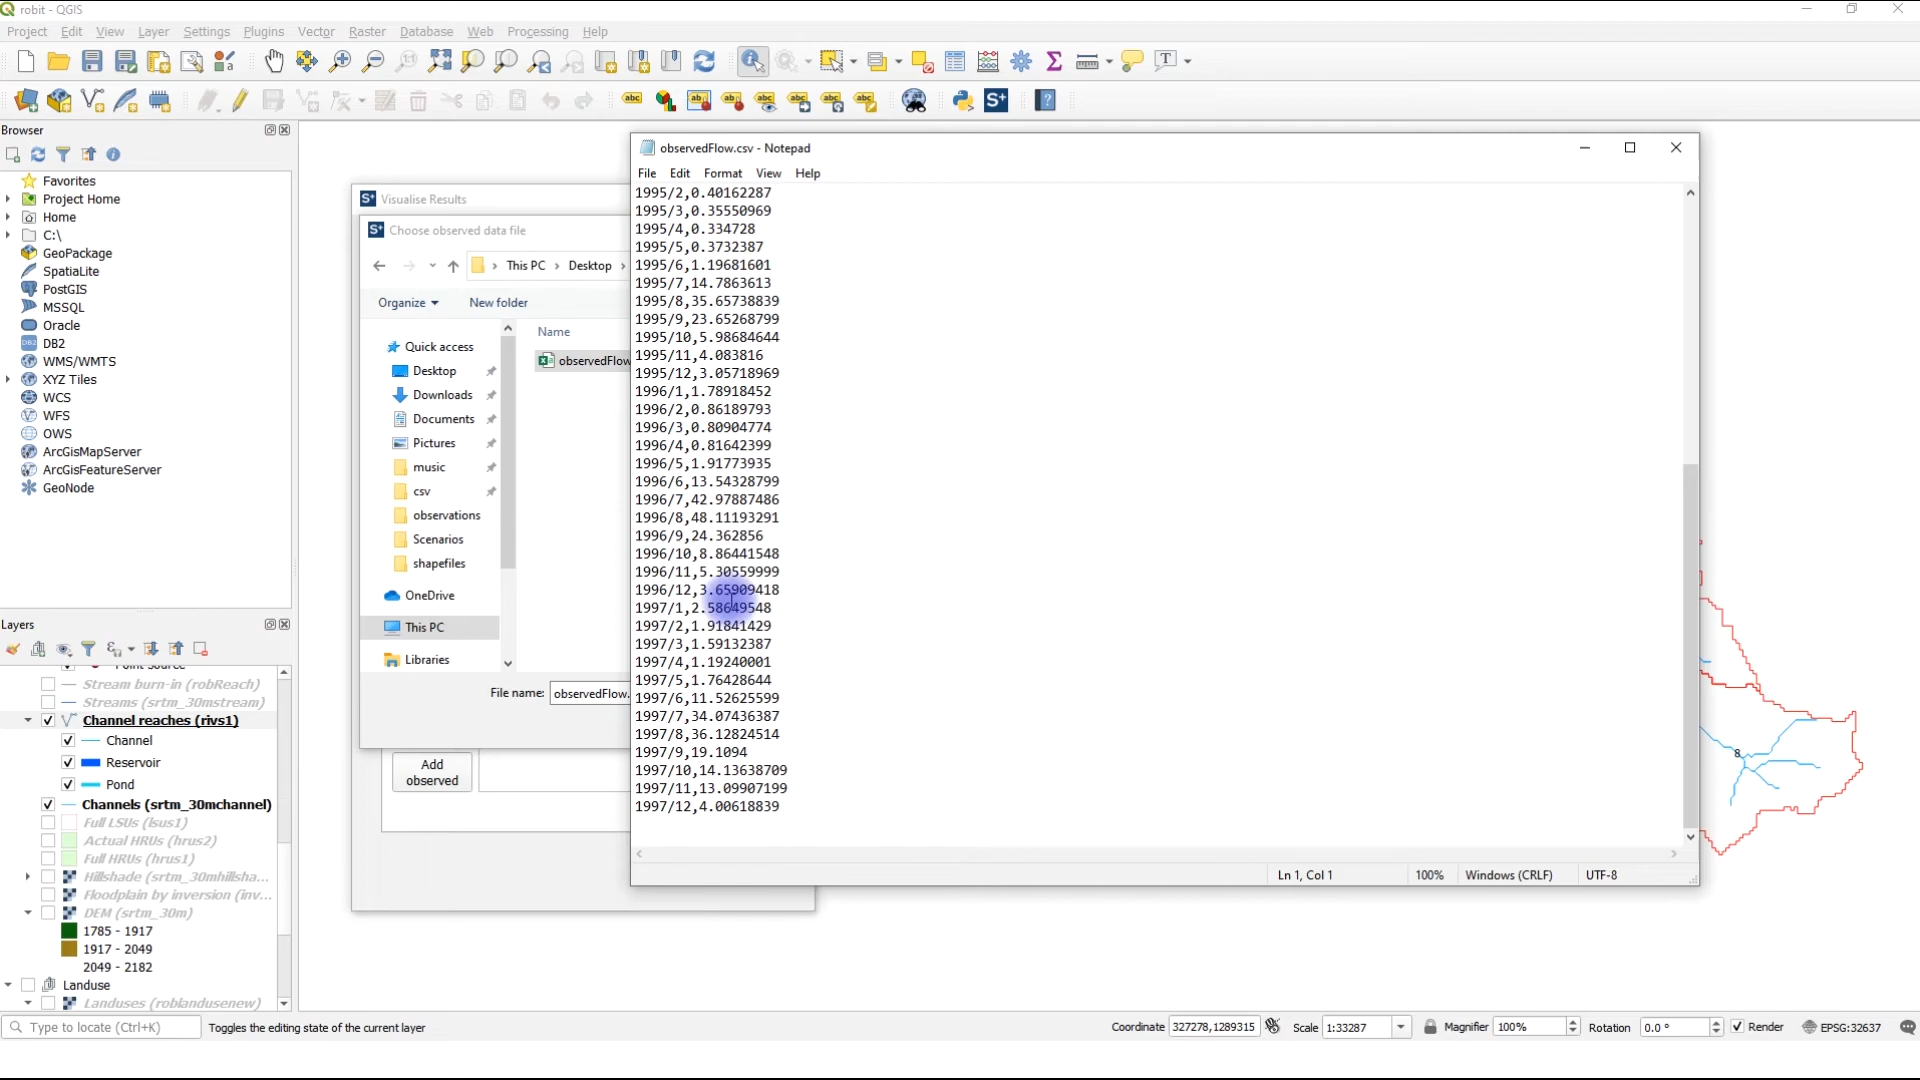 robit - QGIS
Project Edit View Layer Settings Plugins Vector Raster Database Web Processing Help
Browser
Favorites
Project Home
Home
C:\
GeoPackage
SpatiaLite
PostGIS
MSSQL
Oracle
DB2
WMS/WMTS
XYZ Tiles
WCS
WFS
OWS
ArcGisMapServer
ArcGisFeatureServer
GeoNode
Layers
Stream burn-in (robReach)
Streams (srtm_30mstream)
Channel reaches (rivs1)
Channel
Reservoir
Pond
Channels (srtm_30mchannel)
Full LSUs (lsus1)
Actual HRUs (hrus2)
Full HRUs (hrus1)
Hillshade (srtm_30mhillsha...
Floodplain by inversion (inv...
DEM (srtm_30m)
1785 - 1917
1917 - 2049
2049 - 2182
Landuse
Landuses (roblandusenew)
Visualise Results
Choose observed data file
This PC > Desktop >
Organize New folder
Name
Quick access
Desktop
Downloads
Documents
Pictures
music
csv
observations
Scenarios
shapefiles
OneDrive
This PC
Libraries
observedFlow
File name: observedFlow.
Add
observed
observedFlow.csv - Notepad
File Edit Format View Help
1995/2,0.40162287
1995/3,0.35550969
1995/4,0.334728
1995/5,0.3732387
1995/6,1.19681601
1995/7,14.7863613
1995/8,35.65738839
1995/9,23.65268799
1995/10,5.98684644
1995/11,4.083816
1995/12,3.05718969
1996/1,1.78918452
1996/2,0.86189793
1996/3,0.80904774
1996/4,0.81642399
1996/5,1.91773935
1996/6,13.54328799
1996/7,42.97887486
1996/8,48.11193291
1996/9,24.362856
1996/10,8.86441548
1996/11,5.30559999
1996/12,3.65909418
1997/1,2.58649548
1997/2,1.91841429
1997/3,1.59132387
1997/4,1.19240001
1997/5,1.76428644
1997/6,11.52625599
1997/7,34.07436387
1997/8,36.12824514
1997/9,19.1094
1997/10,14.13638709
1997/11,13.09907199
1997/12,4.00618839
Ln 1, Col 1 100% Windows (CRLF) UTF-8
8
Type to locate (Ctrl+K) Toggles the editing state of the current layer Coordinate 327278,1289315 Scale 1:33287 Magnifier 100% Rotation 0.0 ° Render EPSG:32637